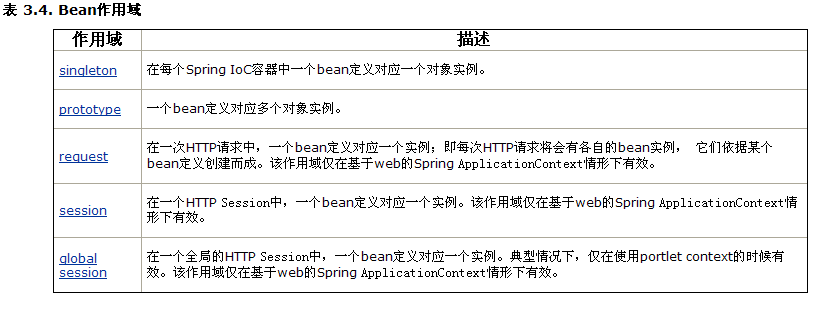 表 3.4. Bean作用域
作用域 描述
singleton 在每个Spring IoC容器中一个bean定义对应一个对象实例。
prototype 一个bean定义对应多个对象实例。
request 在一次HTTP请求中，一个bean定义对应一个实例；即每次HTTP请求将会有各自的bean实例， 它们依据某个
bean定义创建而成。该作用域仅在基于web的Spring ApplicationContext情形下有效。
session 在一个HTTP Session中，一个bean定义对应一个实例。该作用域仅在基于web的Spring ApplicationContext情
形下有效。
global 在一个全局的HTTP Session中，一个bean定义对应一个实例。典型情况下，仅在使用portlet context的时候有
session 效。该作用域仅在基于web的Spring ApplicationContext情形下有效。